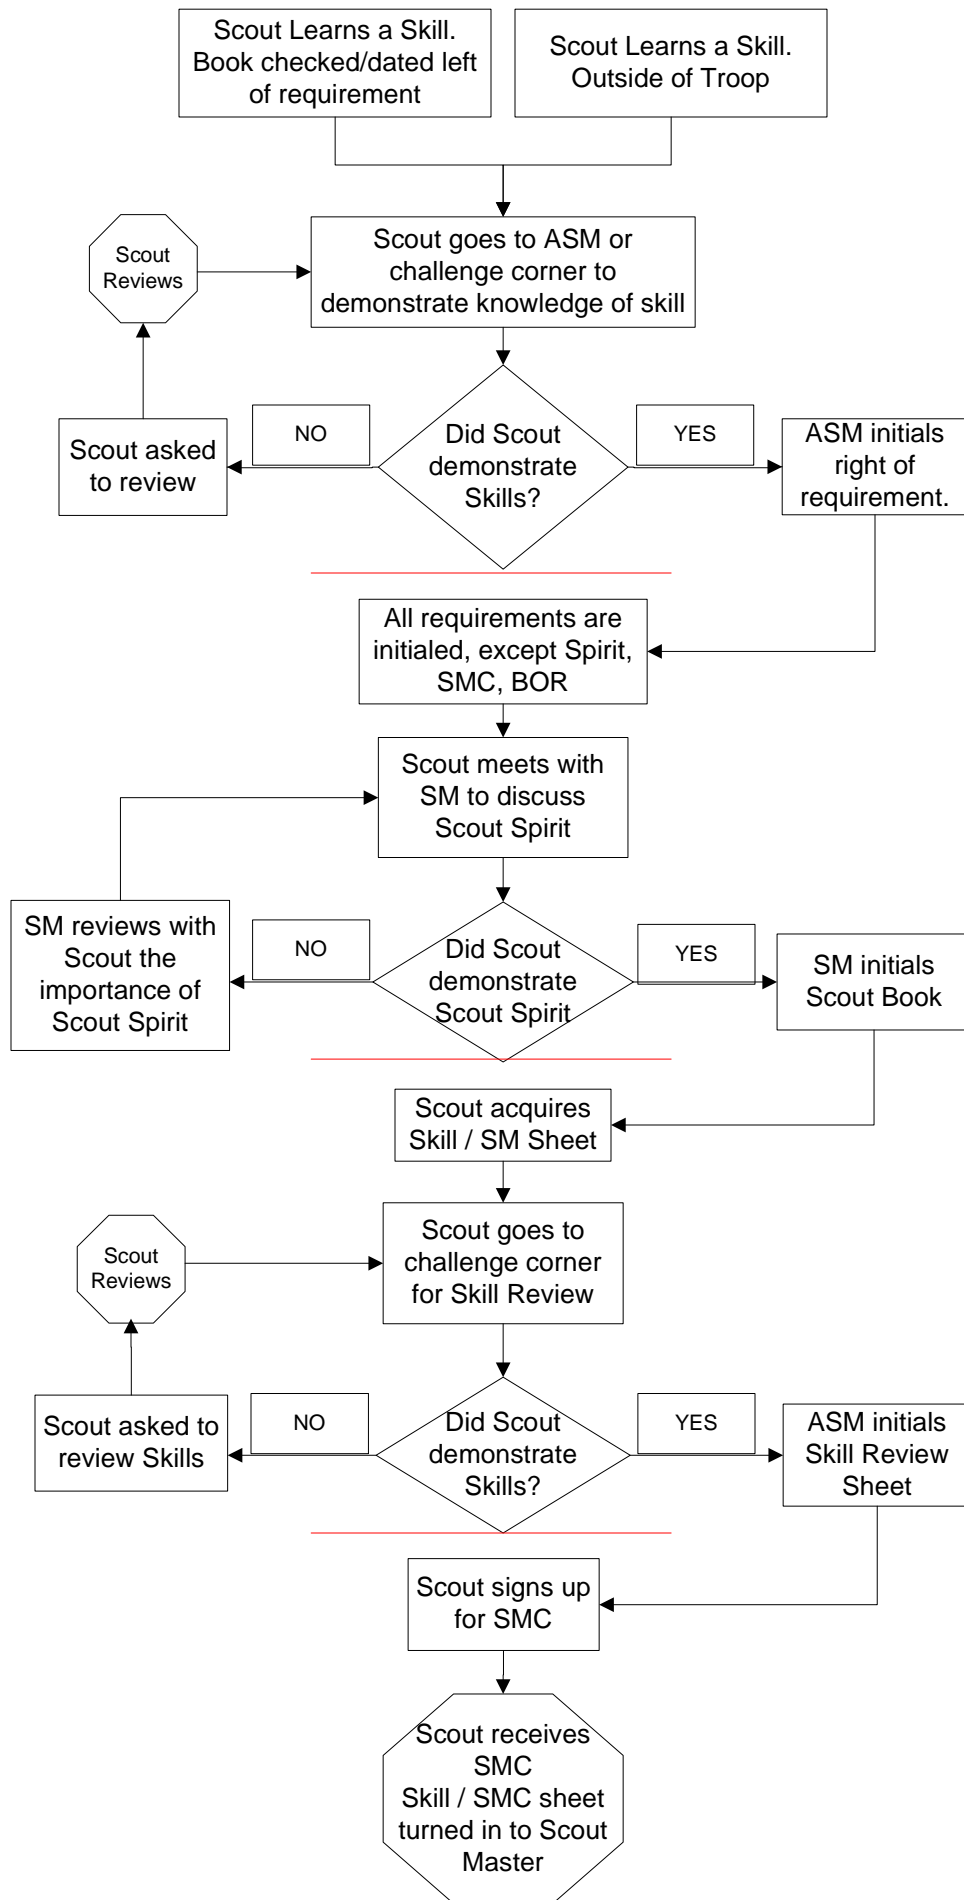 Scout Learns a Skill.
Book checked/dated left
of requirement
Scout Learns a Skill.
Outside of Troop
Scout
Reviews
Scout goes to ASM or
challenge corner to
demonstrate knowledge of skill
Scout asked
to review
NO
Did Scout
demonstrate
Skills?
YES
ASM initials
right of
requirement.
All requirements are
initialed, except Spirit,
SMC, BOR
Scout meets with
SM to discuss
Scout Spirit
SM reviews with
Scout the
importance of
Scout Spirit
NO
Did Scout
demonstrate
Scout Spirit
YES
SM initials
Scout Book
Scout acquires
Skill / SM Sheet
Scout
Reviews
Scout goes to
challenge corner
for Skill Review
Scout asked to
review Skills
NO
Did Scout
demonstrate
Skills?
YES
ASM initials
Skill Review
Sheet
Scout signs up
for SMC
Scout receives
SMC
Skill / SMC sheet
turned in to Scout
Master